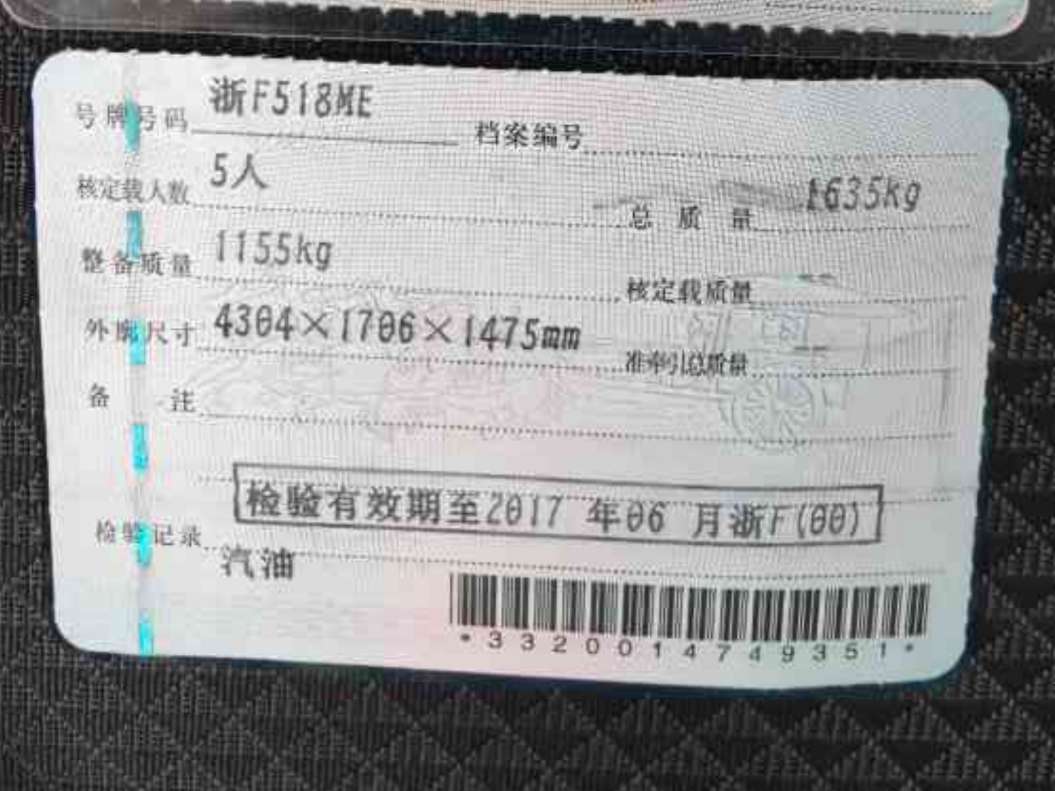 号牌号码 浙F518ME 档案编号
核定载人数 5人 总质量 1635kg
整备质量 1155kg 核定载质量 --
外廓尺寸 4304×1706×1475mm 准牵引总质量 --
备注
检验有效期至2017 年06 月浙F(00)
检验记录
汽油
*3320014749351*